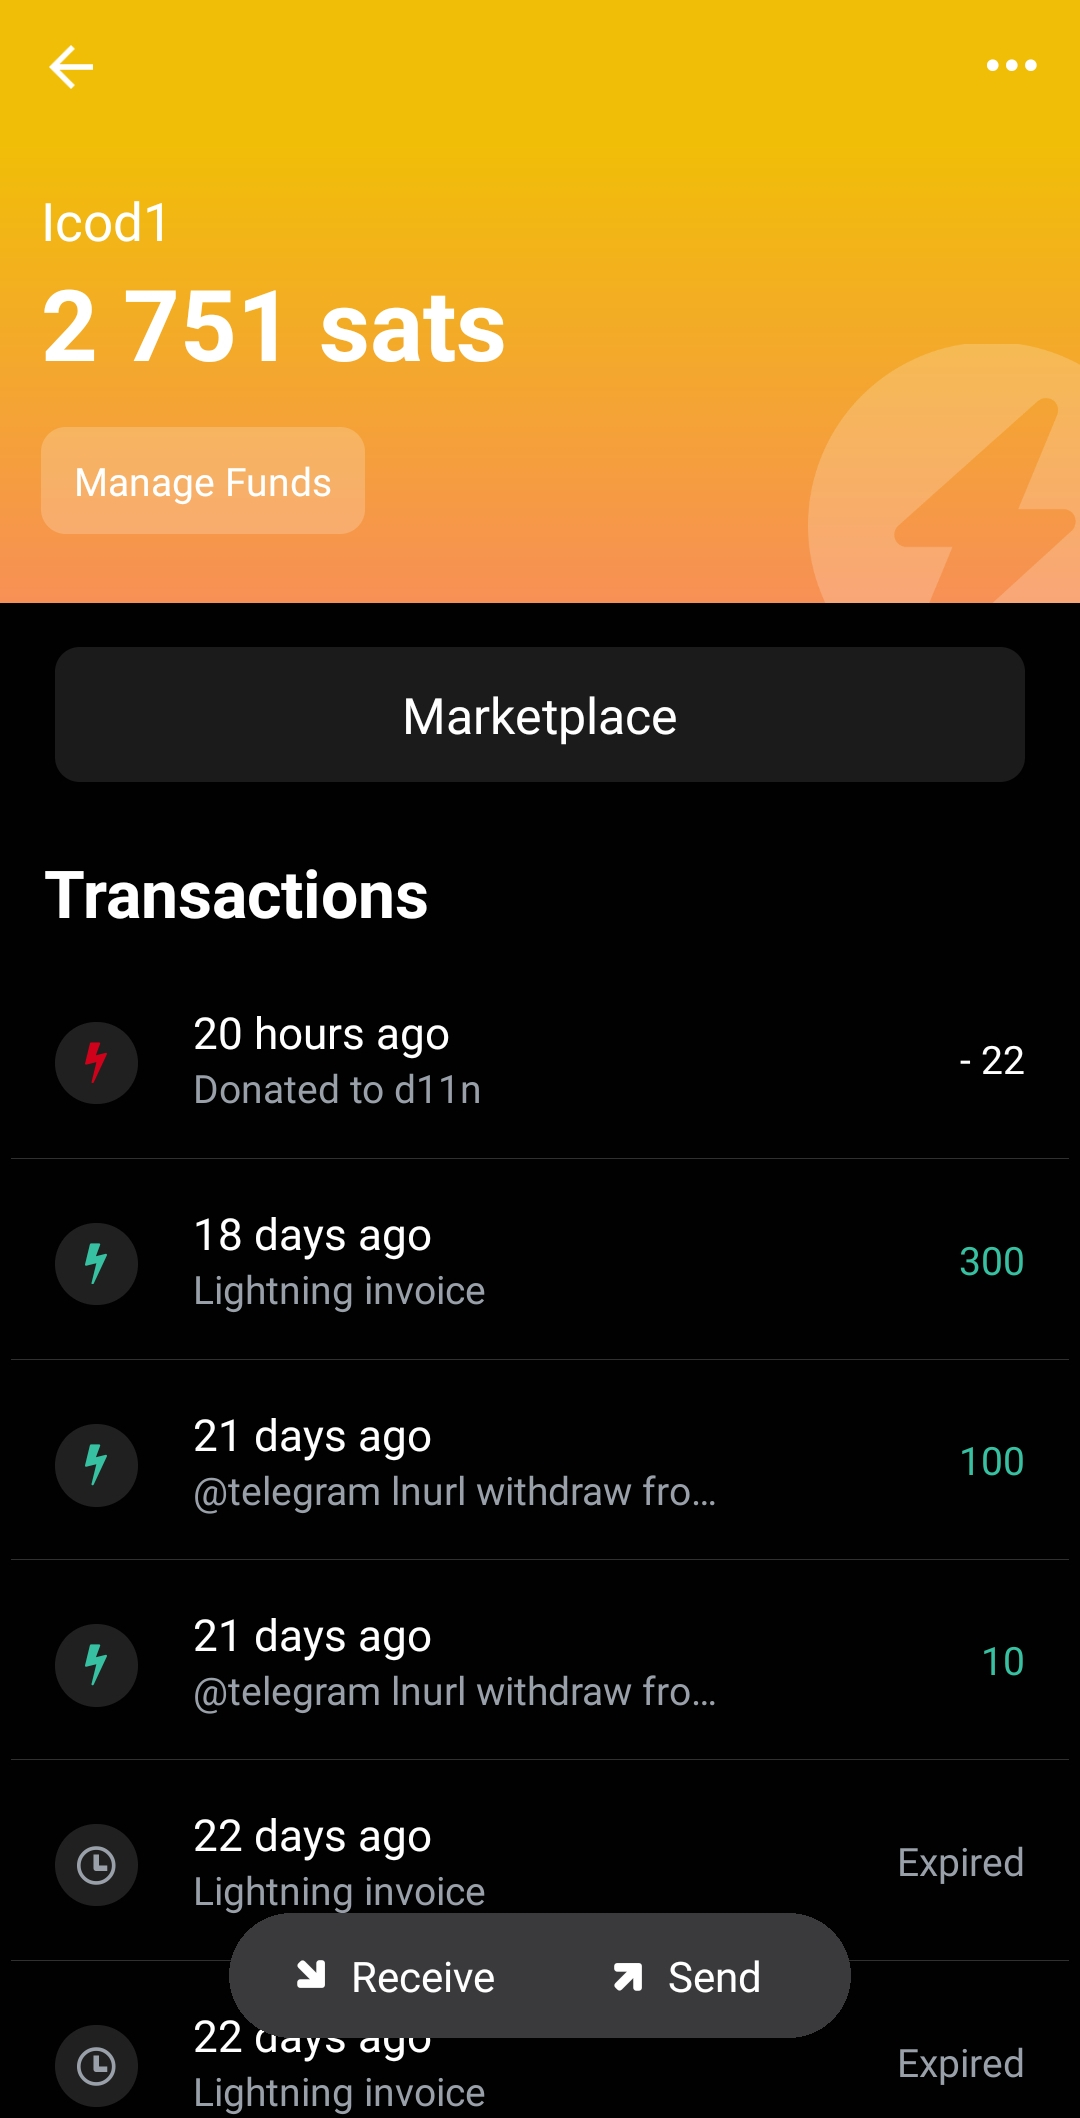 lcod1
2 751 sats
Manage Funds
Marketplace
Transactions
20 hours ago
Donated to d11n
- 22
18 days ago
Lightning invoice
300
21 days ago
@telegram lnurl withdraw fro...
100
21 days ago
@telegram lnurl withdraw fro...
10
22 days ago
Lightning invoice
Expired
Receive
Send
22 days ago
Lightning invoice
Expired